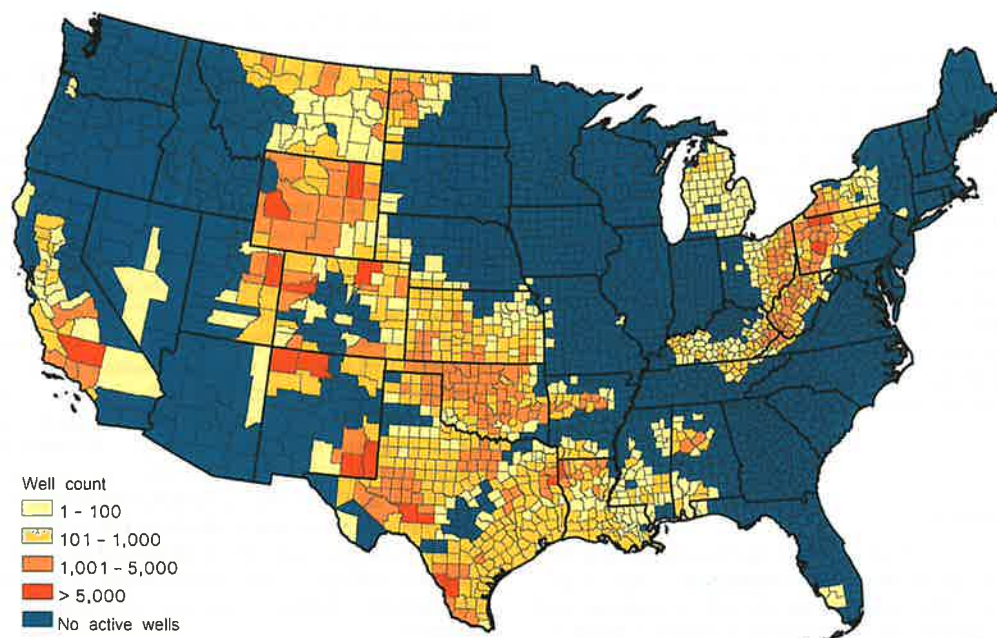 Well count
1 - 100
101 - 1,000
1,001 - 5,000
> 5,000
No active wells